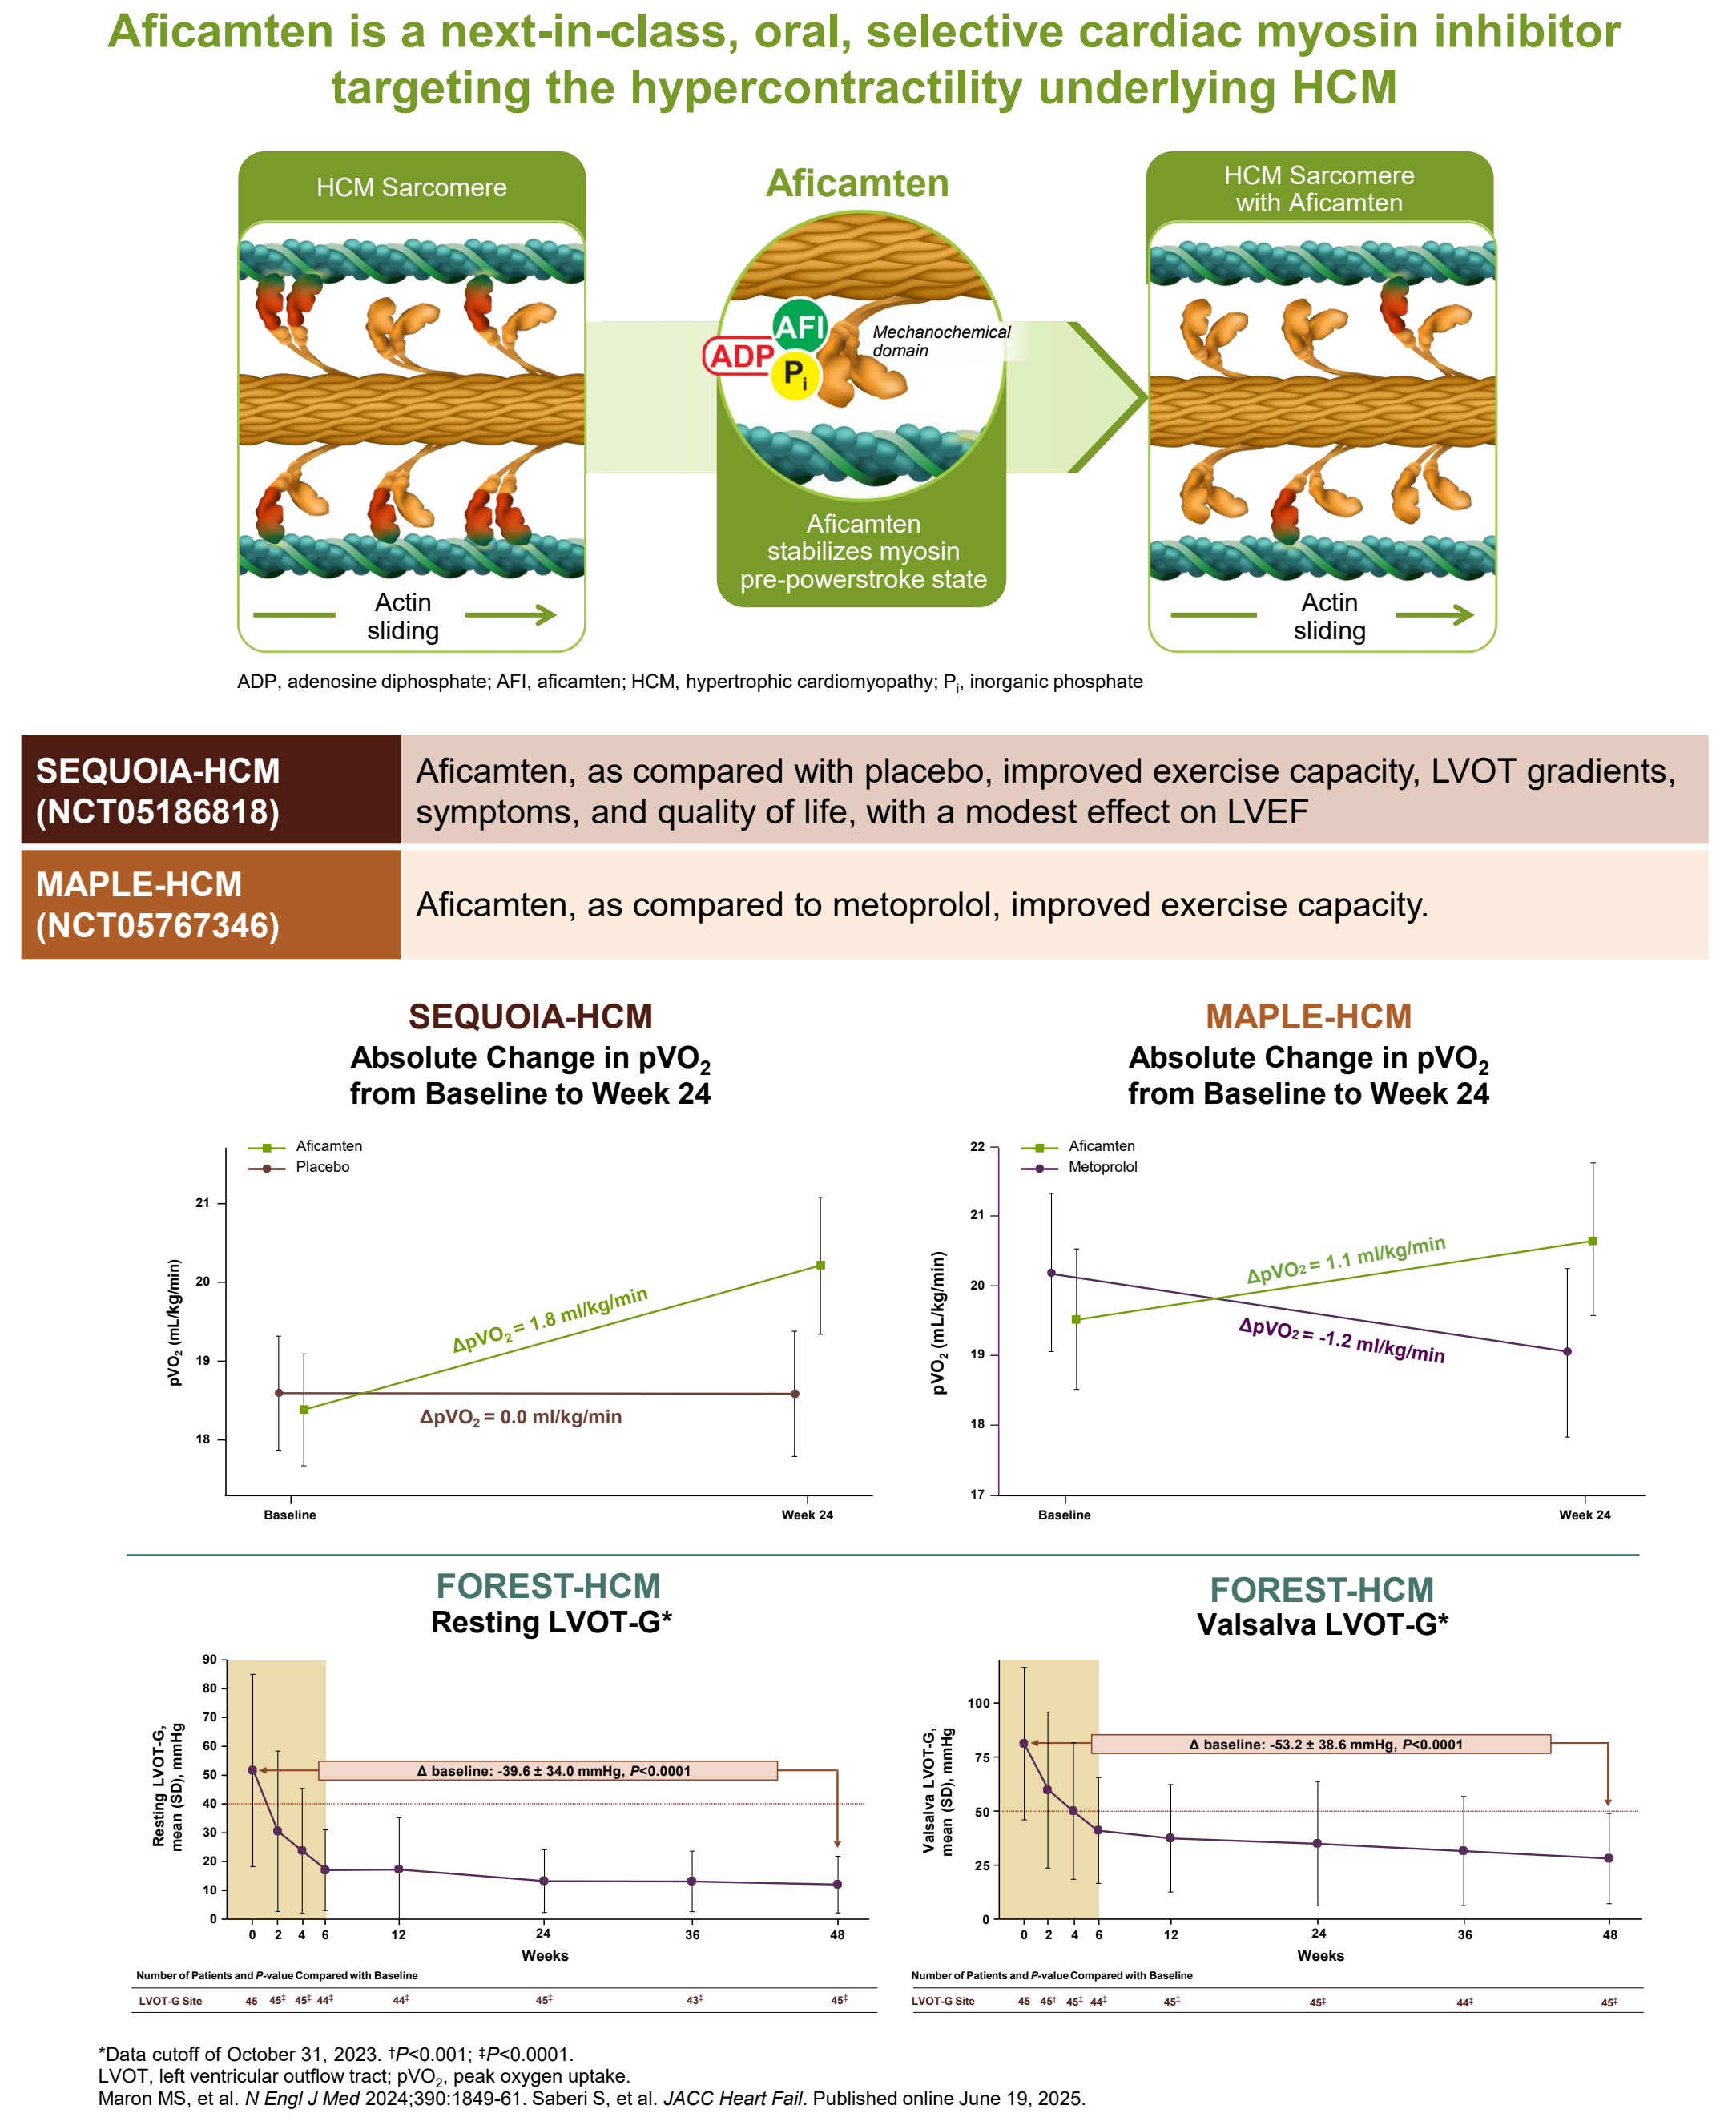 Aficamten is a next-in-class, oral, selective cardiac myosin inhibitor
targeting the hypercontractility underlying HCM
HCM Sarcomere
Actin
sliding
Aficamten
AFI
ADP
Pi
Mechanochemical
domain
Aficamten
stabilizes myosin
pre-powerstroke state
HCM Sarcomere
with Aficamten
Actin
sliding
ADP, adenosine diphosphate; AFI, aficamten; HCM, hypertrophic cardiomyopathy; Pi, inorganic phosphate
SEQUOIA-HCM
(NCT05186818)
Aficamten, as compared with placebo, improved exercise capacity, LVOT gradients,
symptoms, and quality of life, with a modest effect on LVEF
MAPLE-HCM
(NCT05767346)
Aficamten, as compared to metoprolol, improved exercise capacity.
SEQUOIA-HCM
Absolute Change in pVO2
from Baseline to Week 24
Aficamten
Placebo
pVO2 (mL/kg/min)
21
20
19
18
ΔpVO2 = 1.8 ml/kg/min
ΔpVO2 = 0.0 ml/kg/min
Baseline
Week 24
MAPLE-HCM
Absolute Change in pVO2
from Baseline to Week 24
Aficamten
Metoprolol
pVO2 (mL/kg/min)
22
21
20
19
18
17
ΔpVO2 = 1.1 ml/kg/min
ΔpVO2 = -1.2 ml/kg/min
Baseline
Week 24
FOREST-HCM
Resting LVOT-G*
Resting LVOT-G,
mean (SD), mmHg
90
80
70
60
50
40
30
20
10
0
Δ baseline: -39.6 ± 34.0 mmHg, P<0.0001
0 2 4 6 12 24 36 48
Weeks
Number of Patients and P-value Compared with Baseline
LVOT-G Site 45 45‡ 45‡ 44‡ 44‡ 45‡ 43‡ 45‡
FOREST-HCM
Valsalva LVOT-G*
Valsalva LVOT-G,
mean (SD), mmHg
100
75
50
25
0
Δ baseline: -53.2 ± 38.6 mmHg, P<0.0001
0 2 4 6 12 24 36 48
Weeks
Number of Patients and P-value Compared with Baseline
LVOT-G Site 45 45† 45‡ 44‡ 45‡ 45‡ 44‡ 45‡
*Data cutoff of October 31, 2023. †P<0.001; ‡P<0.0001.
LVOT, left ventricular outflow tract; pVO2, peak oxygen uptake.
Maron MS, et al. N Engl J Med 2024;390:1849-61. Saberi S, et al. JACC Heart Fail. Published online June 19, 2025.